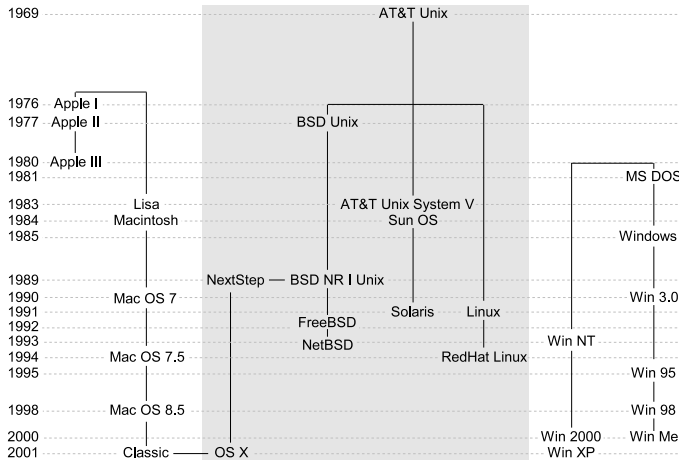 1969 AT&T Unix
1976 Apple I
1977 Apple II BSD Unix
1980 Apple III
1981 MS DOS
1983 Lisa AT&T Unix System V
1984 Macintosh Sun OS
1985 Windows
1989 NextStep BSD NR I Unix
1990 Mac OS 7 Win 3.0
1991 Solaris Linux
1992 FreeBSD
1993 NetBSD Win NT
1994 Mac OS 7.5 RedHat Linux
1995 Win 95
1998 Mac OS 8.5 Win 98
2000 Win 2000 Win Me
2001 Classic OS X Win XP